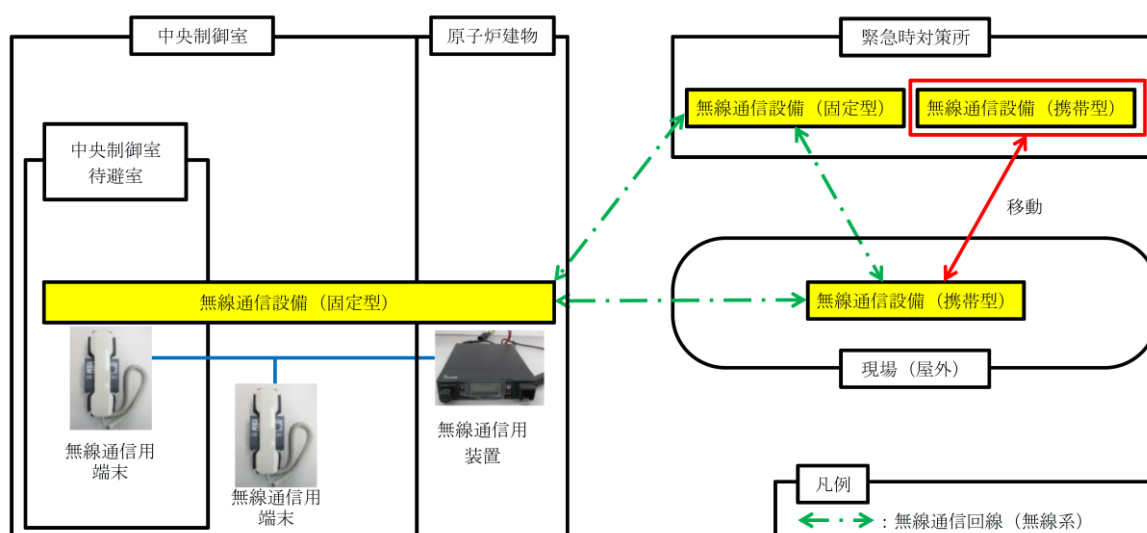 中央制御室
原子炉建物
緊急時対策所
無線通信設備（固定型）
無線通信設備（携帯型）
中央制御室
待避室
移動
無線通信設備（固定型）
無線通信設備（携帯型）
現場（屋外）
無線通信用
端末
無線通信用
端末
無線通信用
装置
凡例
：無線通信回線（無線系）